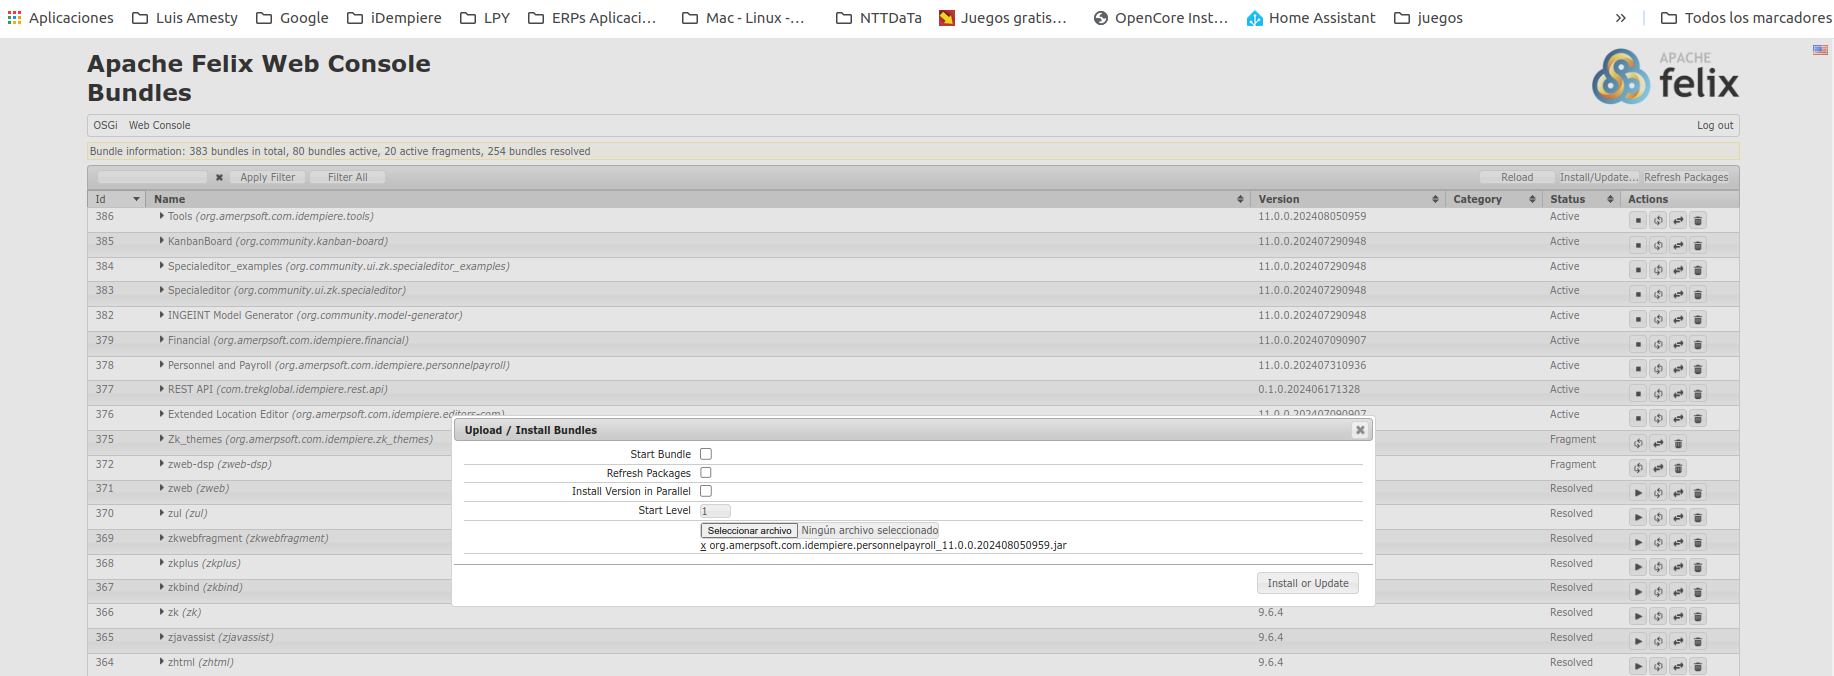 Aplicaciones Luis Amesty Google iDempiere LPY ERPs Aplicaci... Mac - Linux -... NTTDaTa Juegos gratis... OpenCore Inst... Home Assistant juegos » Todos los marcadores
Apache Felix Web Console
Bundles
APACHE
felix
OSGi Web Console Log out
Bundle information: 383 bundles in total, 80 bundles active, 20 active fragments, 254 bundles resolved
Apply Filter Filter All Reload Install/Update... Refresh Packages
Id Name Version Category Status Actions
386 Tools (org.amerpsoft.com.idempiere.tools) 11.0.0.202408050959 Active
385 KanbanBoard (org.community.kanban-board) 11.0.0.202407290948 Active
384 Specialeditor_examples (org.community.ui.zk.specialeditor_examples) 11.0.0.202407290948 Active
383 Specialeditor (org.community.ui.zk.specialeditor) 11.0.0.202407290948 Active
382 INGEINT Model Generator (org.community.model-generator) 11.0.0.202407290948 Active
379 Financial (org.amerpsoft.com.idempiere.financial) 11.0.0.202407090907 Active
378 Personnel and Payroll (org.amerpsoft.com.idempiere.personnelpayroll) 11.0.0.202407310936 Active
377 REST API (com.trekglobal.idempiere.rest.api) 0.1.0.202406171328 Active
376 Extended Location Editor (org.amerpsoft.com.idempiere.editors-com) 11.0.0.202407090907 Active
375 Zk_themes (org.amerpsoft.com.idempiere.zk_themes) Fragment
372 zweb-dsp (zweb-dsp) Fragment
371 zweb (zweb) Resolved
370 zul (zul) Resolved
369 zkwebfragment (zkwebfragment) Resolved
368 zkplus (zkplus) Resolved
367 zkbind (zkbind) Resolved
366 zk (zk) 9.6.4 Resolved
365 zjavassist (zjavassist) 9.6.4 Resolved
364 zhtml (zhtml) 9.6.4 Resolved
Upload / Install Bundles
Start Bundle
Refresh Packages
Install Version in Parallel
Start Level 1
Seleccionar archivo Ningún archivo seleccionado
x org.amerpsoft.com.idempiere.personnelpayroll_11.0.0.202408050959.jar
Install or Update